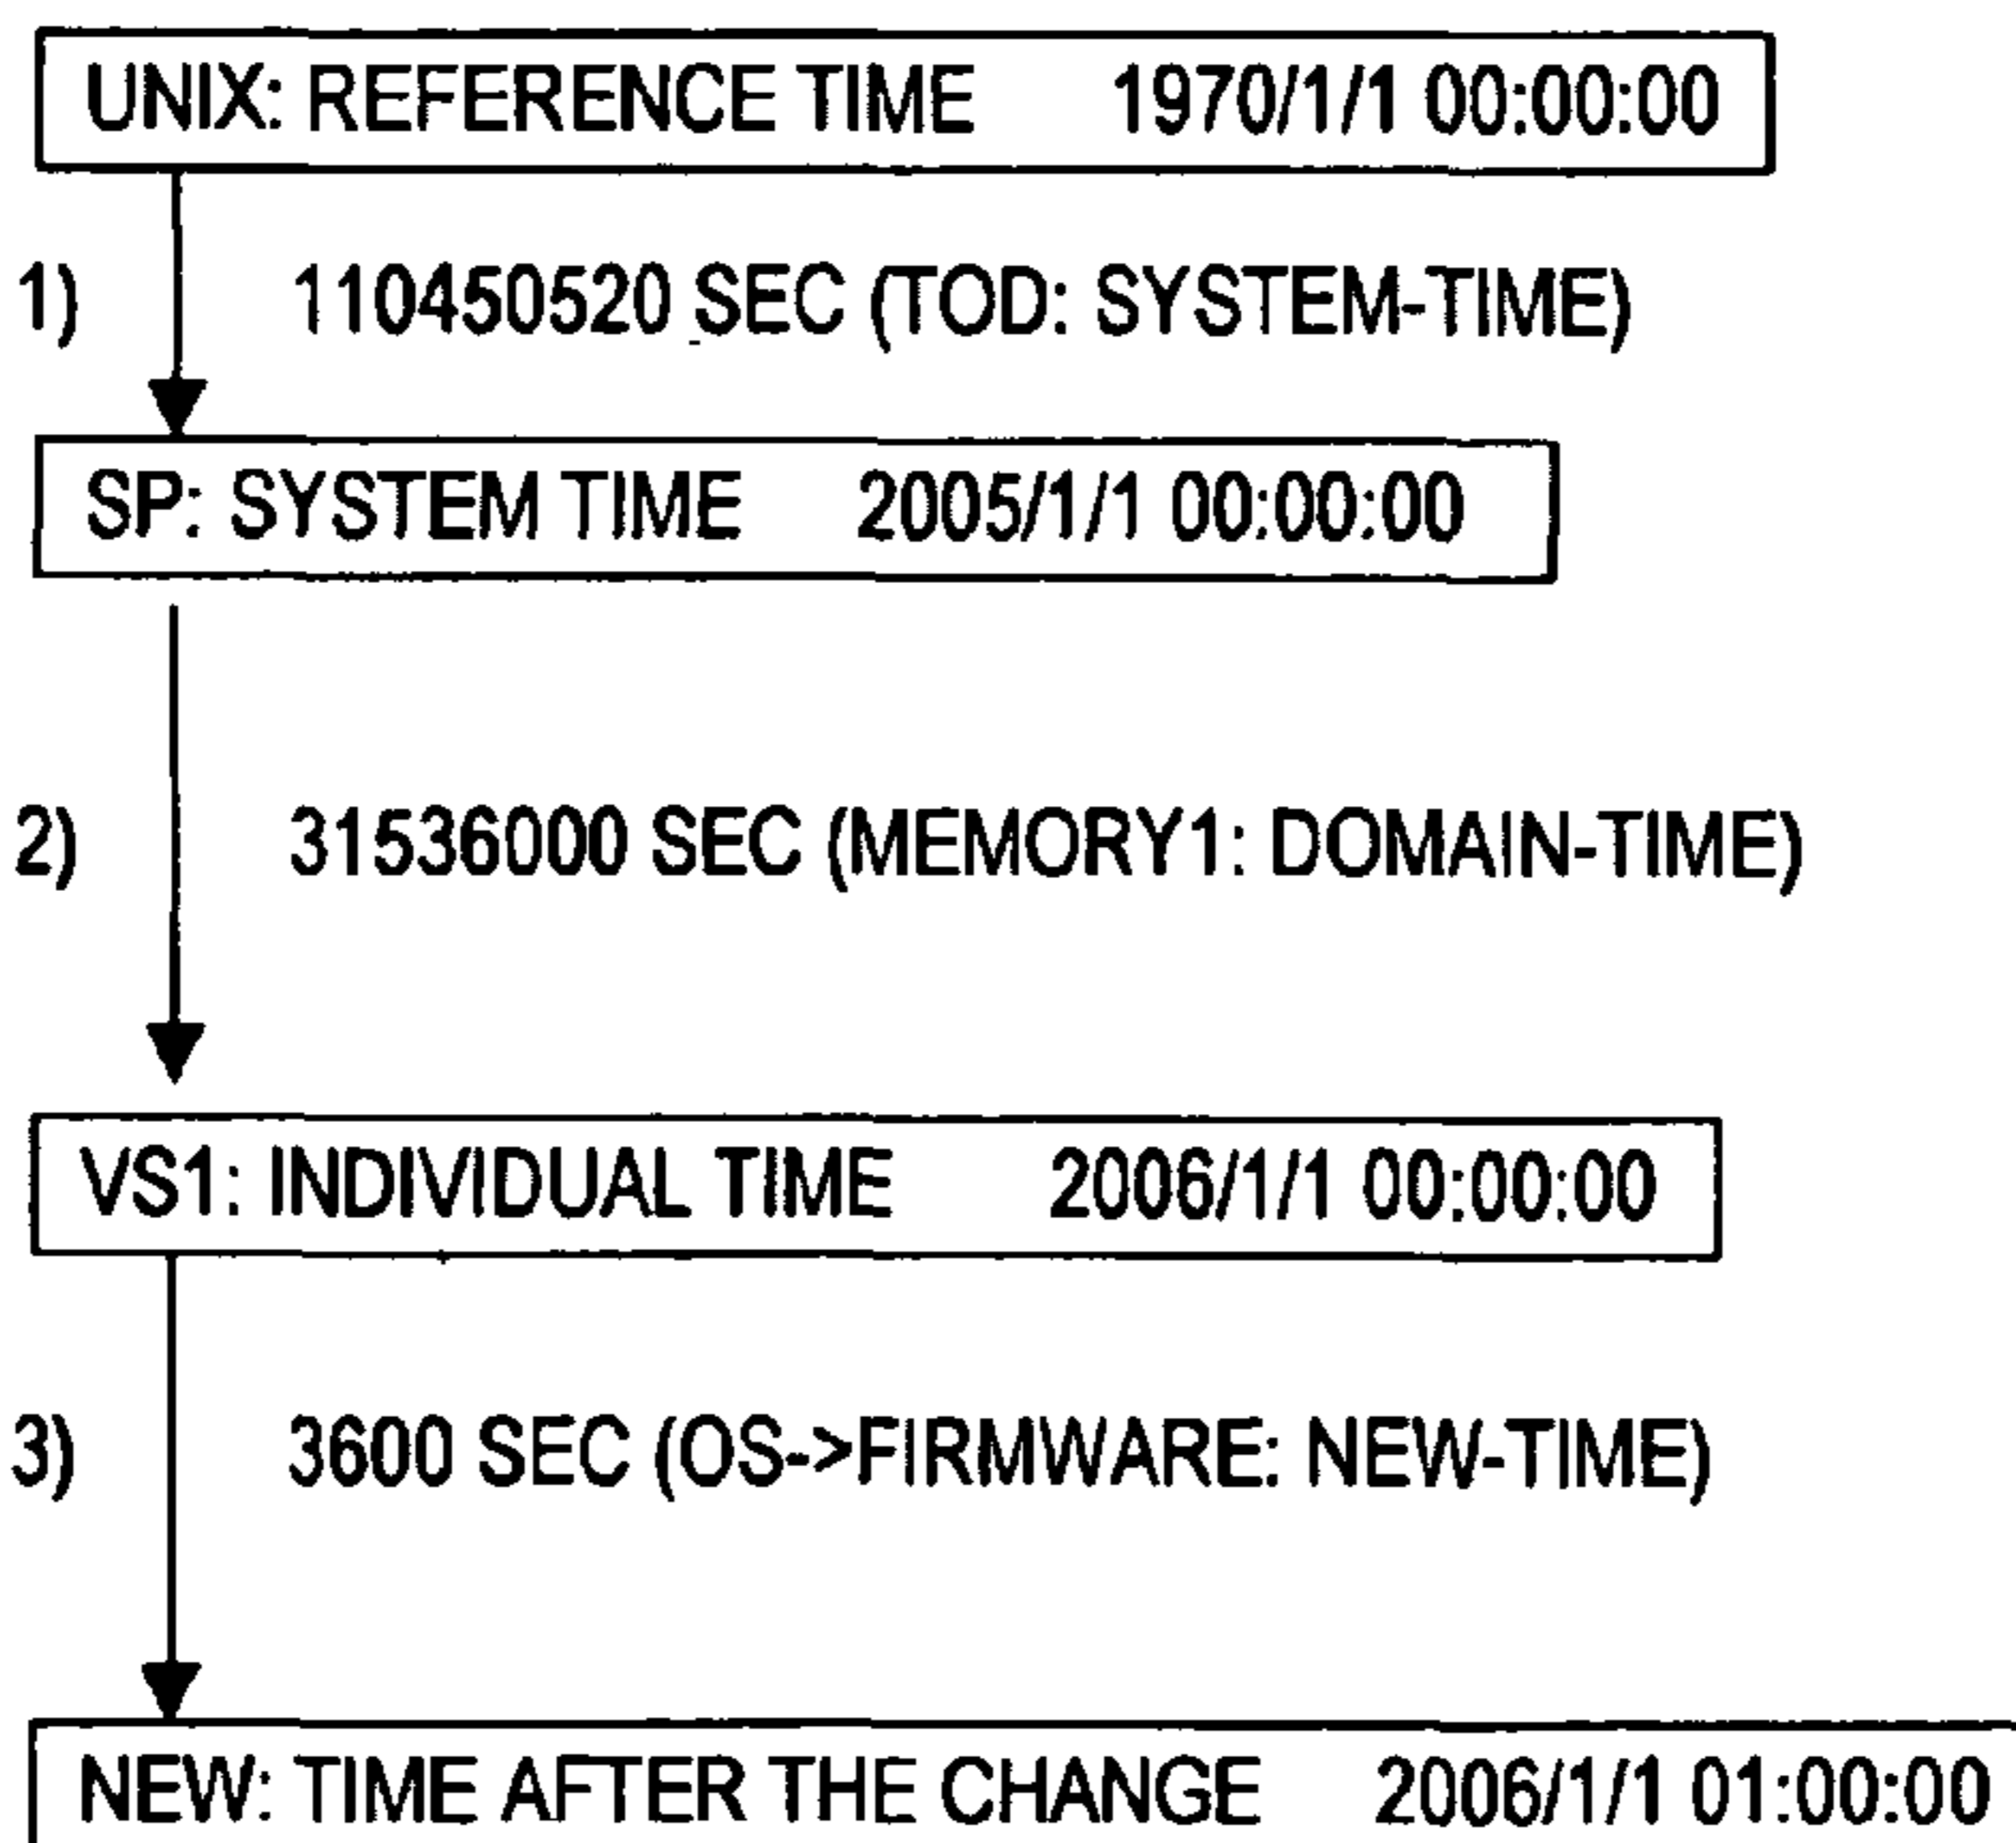 UNIX: REFERENCE TIME 1970/1/1 00:00:00
1) 110450520 SEC (TOD: SYSTEM-TIME)
SP: SYSTEM TIME 2005/1/1 00:00:00
2) 31536000 SEC (MEMORY1: DOMAIN-TIME)
VS1: INDIVIDUAL TIME 2006/1/1 00:00:00
3) 3600 SEC (OS->FIRMWARE: NEW-TIME)
NEW: TIME AFTER THE CHANGE 2006/1/1 01:00:00